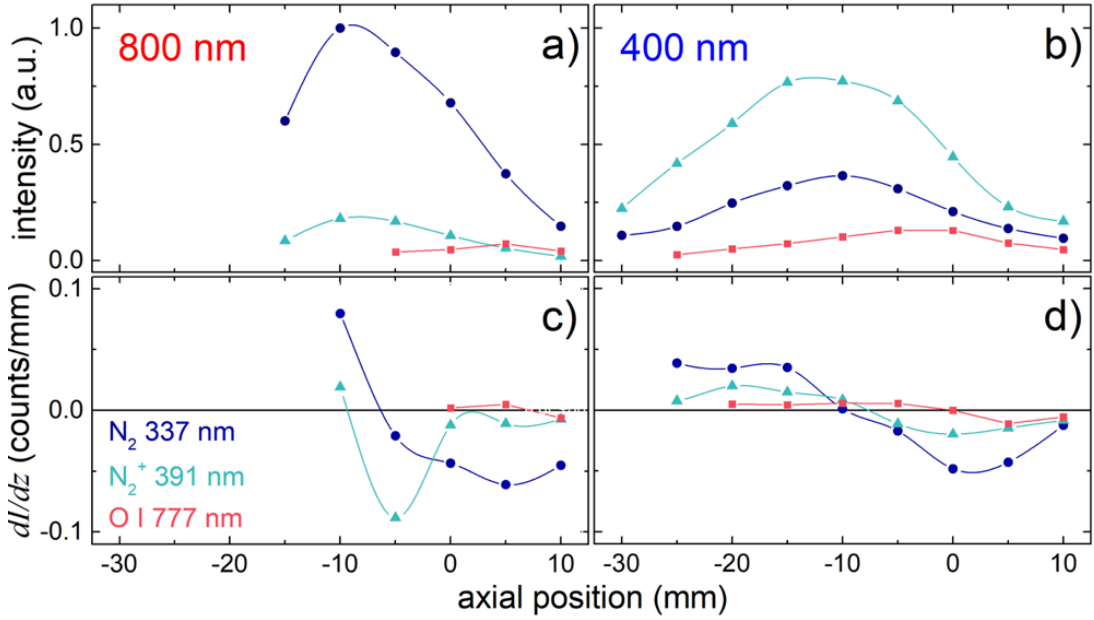 800 nm
a)
400 nm
b)
intensity (a.u.)
1.0
0.5
0.0
c)
d)
dI/dz (counts/mm)
0.1
0.0
-0.1
N₂ 337 nm
N₂⁺ 391 nm
O I 777 nm
-30 -20 -10 0 10 -30 -20 -10 0 10
axial position (mm)